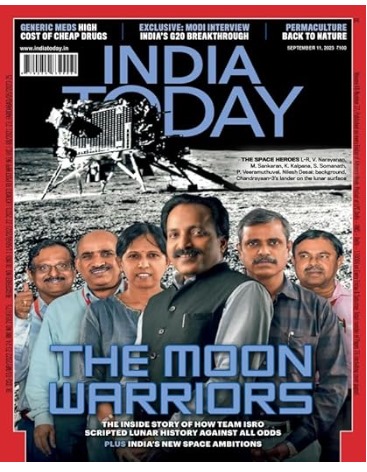 GENERIC MEDS HIGH
COST OF CHEAP DRUGS
EXCLUSIVE: MODI INTERVIEW
INDIA'S G20 BREAKTHROUGH
PERMACULTURE
BACK TO NATURE
www.indiatoday.in
SEPTEMBER 11, 2023 ₹100
INDIA
TODAY
THE SPACE HEROES L-R, V. Narayanan,
M. Sankaran, K. Kalpana, S. Somanath,
P. Veeramuthuvel, Nilesh Desai; background,
Chandrayaan-3's lander on the lunar surface
THE MOON
WARRIORS
THE INSIDE STORY OF HOW TEAM ISRO
SCRIPTED LUNAR HISTORY AGAINST ALL ODDS
PLUS INDIA'S NEW SPACE AMBITIONS